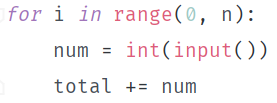 for i in range(0, n):
    num = int(input())
    total += num